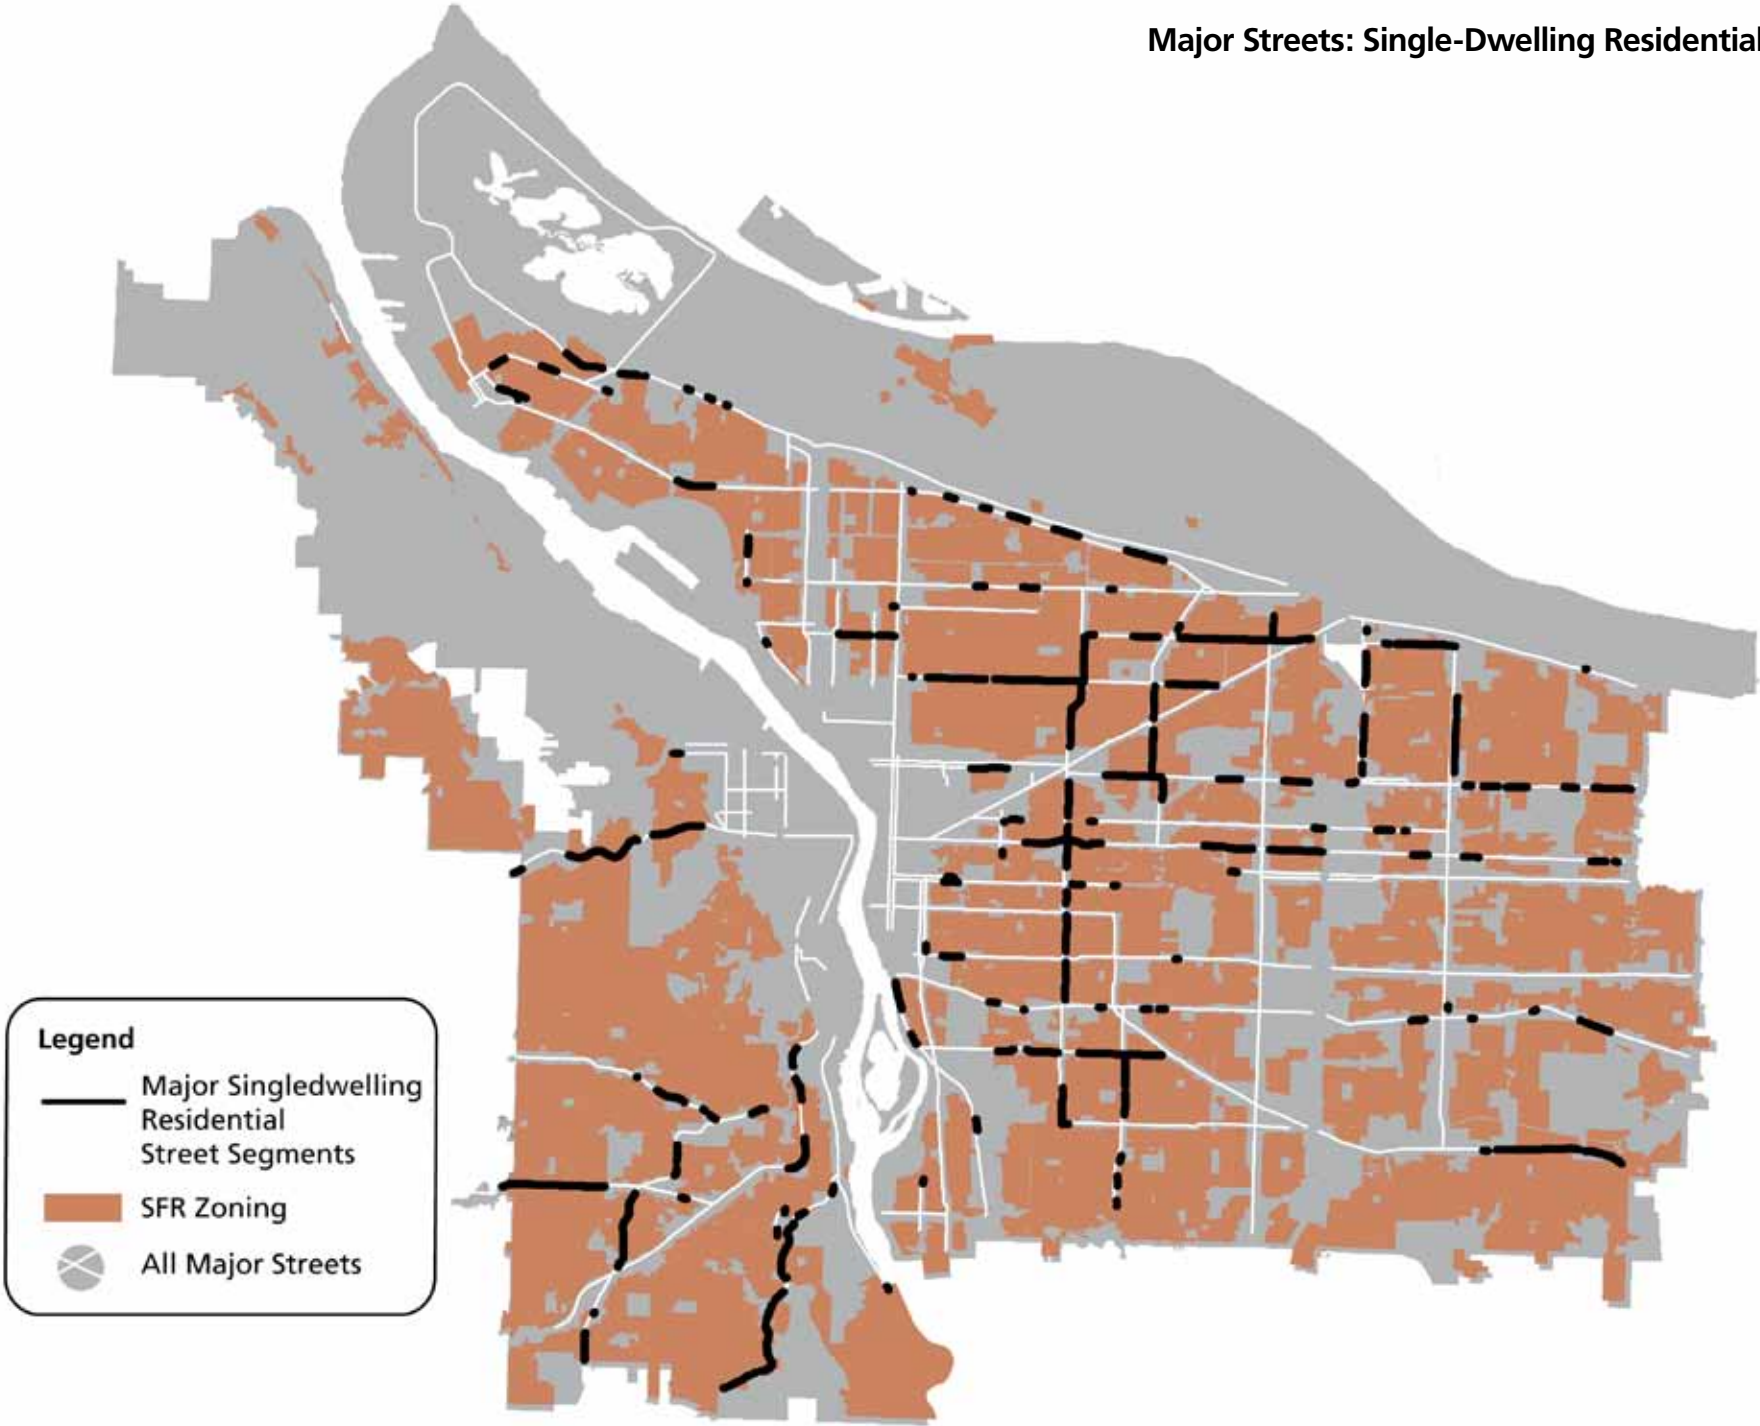 Major Streets: Single-Dwelling Residential
Legend
Major Singledwelling
Residential
Street Segments
SFR Zoning
All Major Streets